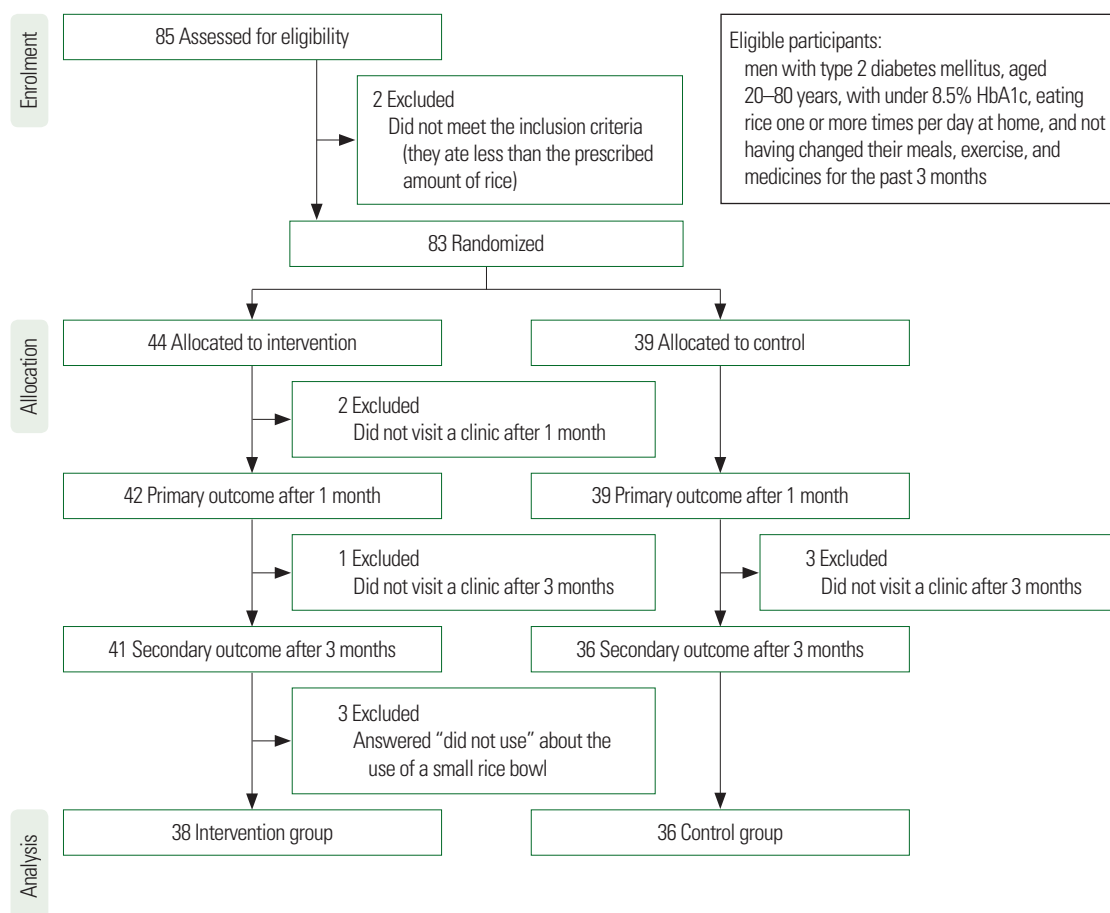 Enrolment
85 Assessed for eligibility
Eligible participants:
men with type 2 diabetes mellitus, aged
20–80 years, with under 8.5% HbA1c, eating
rice one or more times per day at home, and not
having changed their meals, exercise, and
medicines for the past 3 months
2 Excluded
Did not meet the inclusion criteria
(they ate less than the prescribed
amount of rice)
83 Randomized
Allocation
44 Allocated to intervention
39 Allocated to control
2 Excluded
Did not visit a clinic after 1 month
42 Primary outcome after 1 month
39 Primary outcome after 1 month
1 Excluded
Did not visit a clinic after 3 months
3 Excluded
Did not visit a clinic after 3 months
41 Secondary outcome after 3 months
36 Secondary outcome after 3 months
3 Excluded
Answered “did not use” about the
use of a small rice bowl
Analysis
38 Intervention group
36 Control group